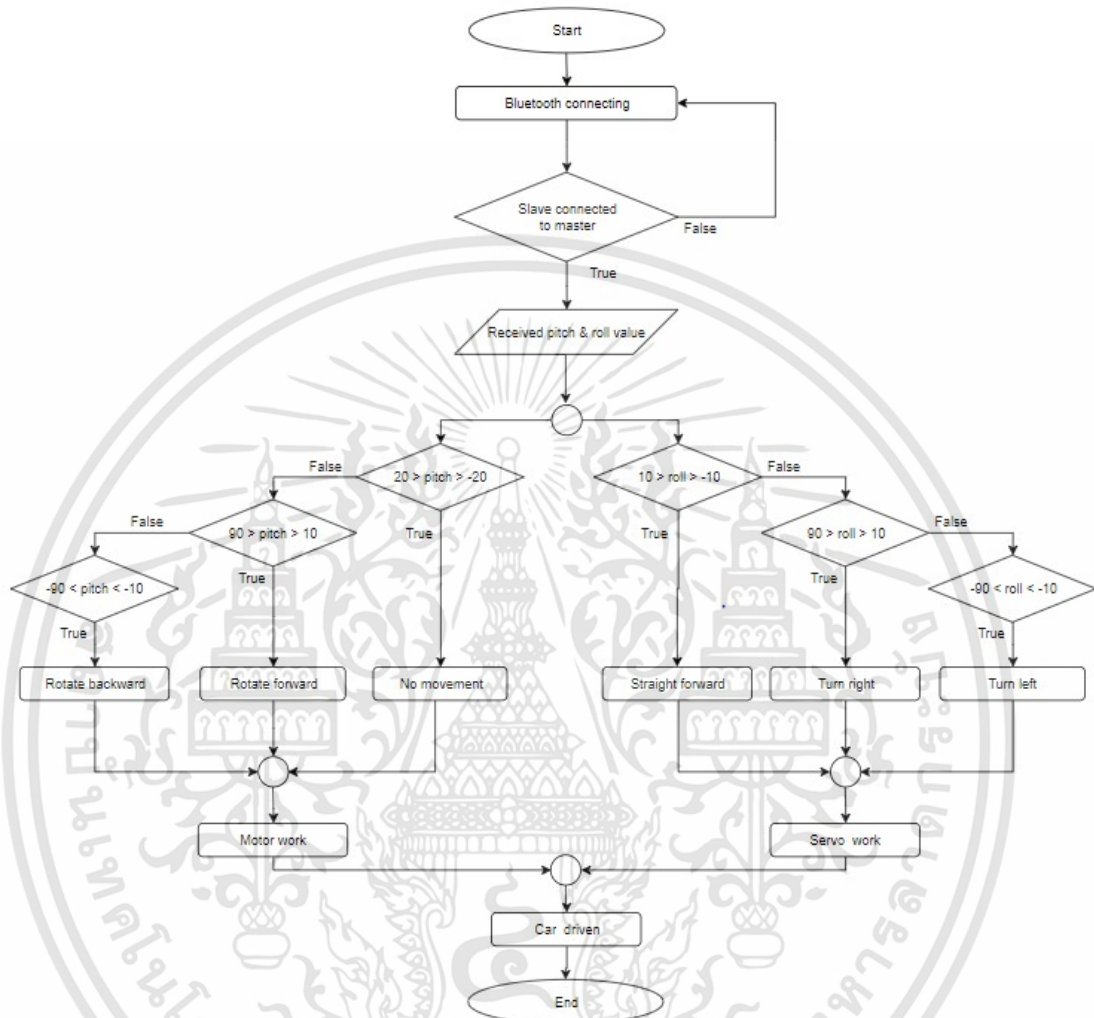 Start
Bluetooth connecting
Slave connected
to master
False
True
Received pitch & roll value
20 > pitch > -20
False
True
90 > pitch > 10
False
True
-90 < pitch < -10
True
10 > roll > -10
False
True
90 > roll > 10
False
True
-90 < roll < -10
True
Rotate backward
Rotate forward
No movement
Straight forward
Turn right
Turn left
Motor work
Servo work
Car driven
End